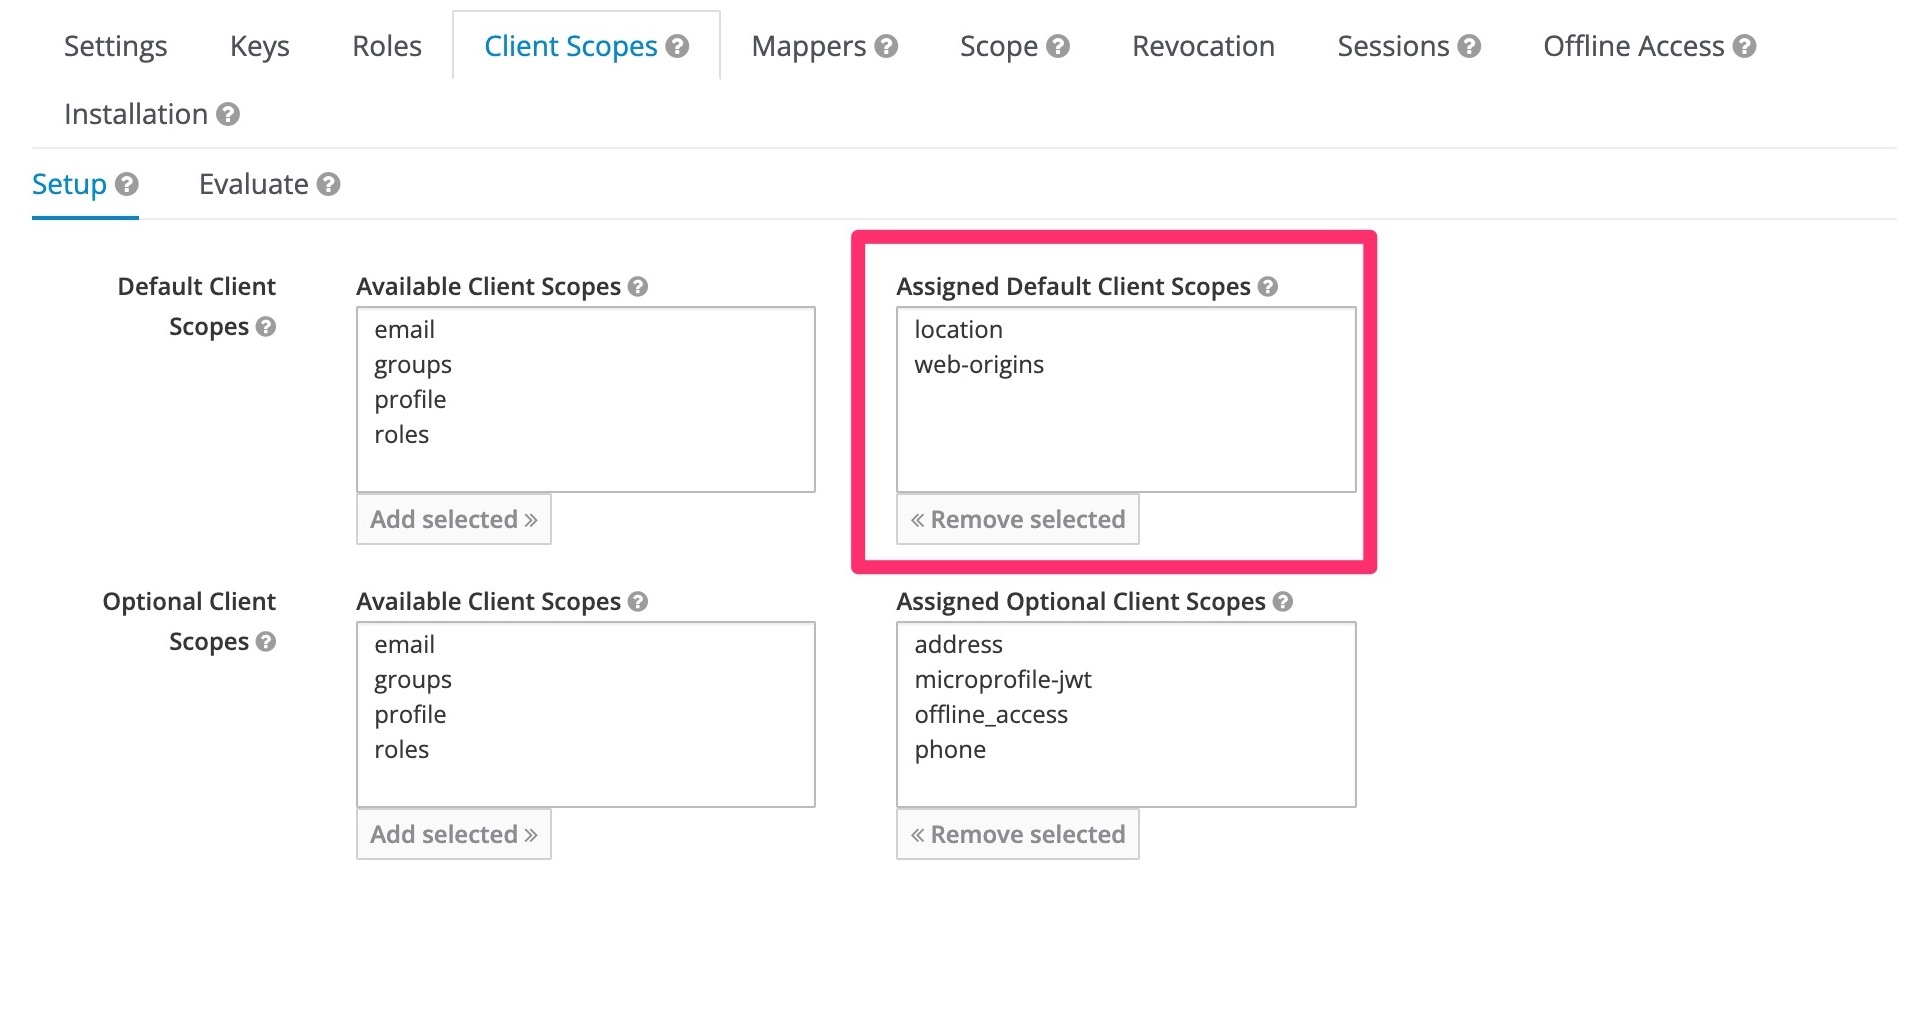 Settings Keys Roles Client Scopes ? Mappers ? Scope ? Revocation Sessions ? Offline Access ?
Installation ?
Setup ? Evaluate ?
Default Client Scopes ?
Available Client Scopes ?
email
groups
profile
roles
Add selected »
Assigned Default Client Scopes ?
location
web-origins
« Remove selected
Optional Client Scopes ?
Available Client Scopes ?
email
groups
profile
roles
Add selected »
Assigned Optional Client Scopes ?
address
microprofile-jwt
offline_access
phone
« Remove selected